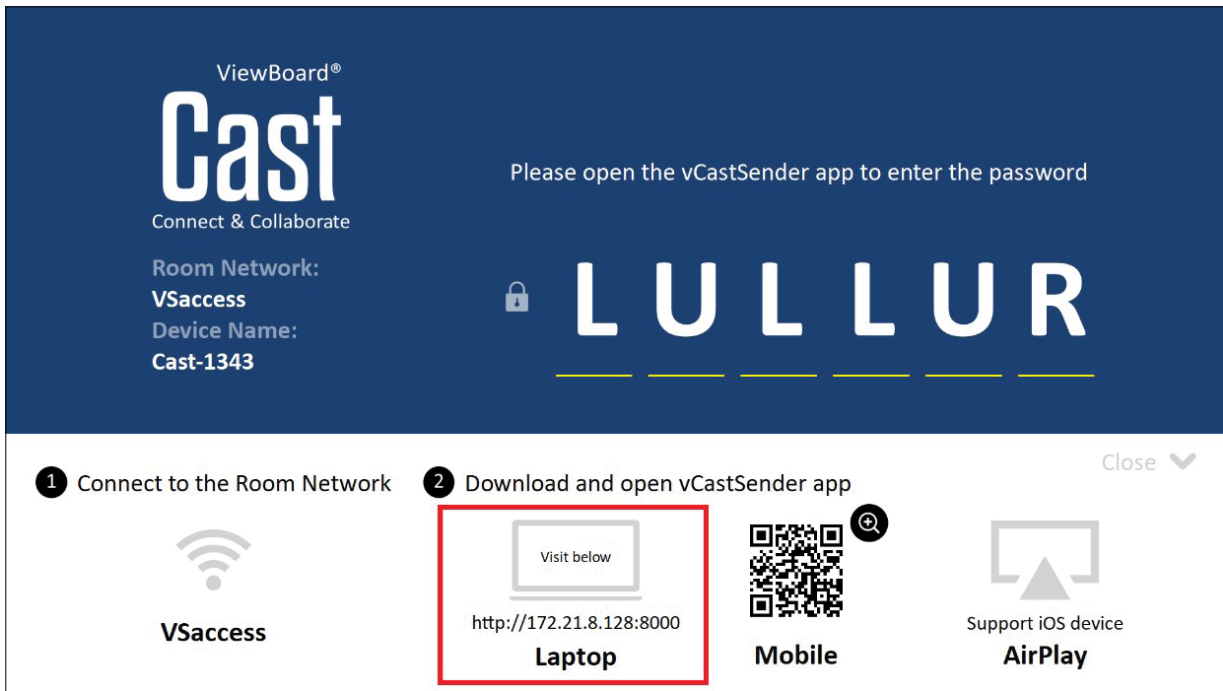 ViewBoard®
Cast
Connect & Collaborate
Room Network:
VSaccess
Device Name:
Cast-1343
Please open the vCastSender app to enter the password
L U L L U R
Close
1 Connect to the Room Network
VSaccess
2 Download and open vCastSender app
Visit below
http://172.21.8.128:8000
Laptop
Mobile
Support iOS device
AirPlay